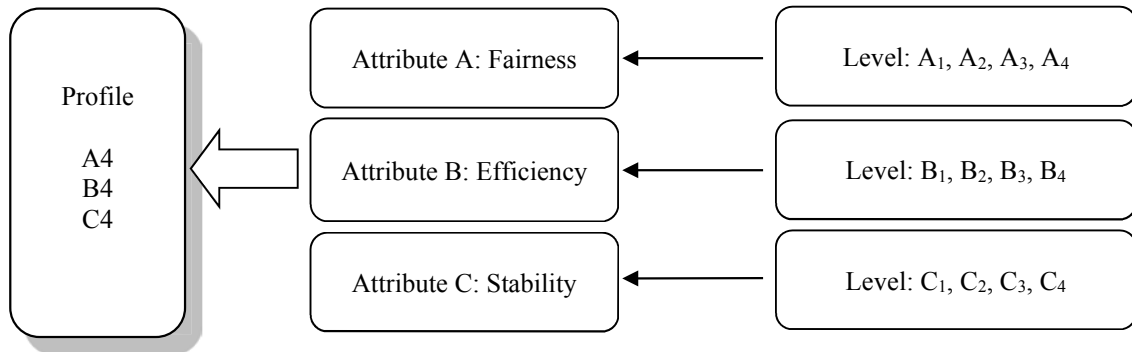 Profile
A4
B4
C4
Attribute A: Fairness
Level: A₁, A₂, A₃, A₄
Attribute B: Efficiency
Level: B₁, B₂, B₃, B₄
Attribute C: Stability
Level: C₁, C₂, C₃, C₄